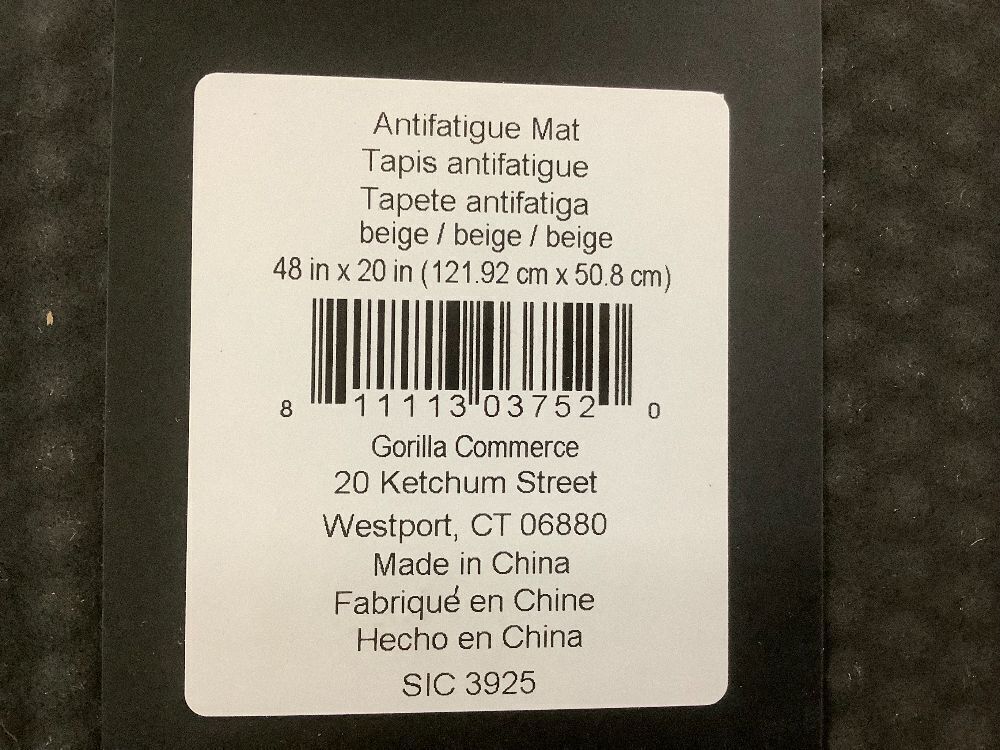 Antifatigue Mat
Tapis antifatigue
Tapete antifatiga
beige / beige / beige
48 in x 20 in (121.92 cm x 50.8 cm)
8 11113 03752 0
Gorilla Commerce
20 Ketchum Street
Westport, CT 06880
Made in China
Fabriqué en Chine
Hecho en China
SIC 3925